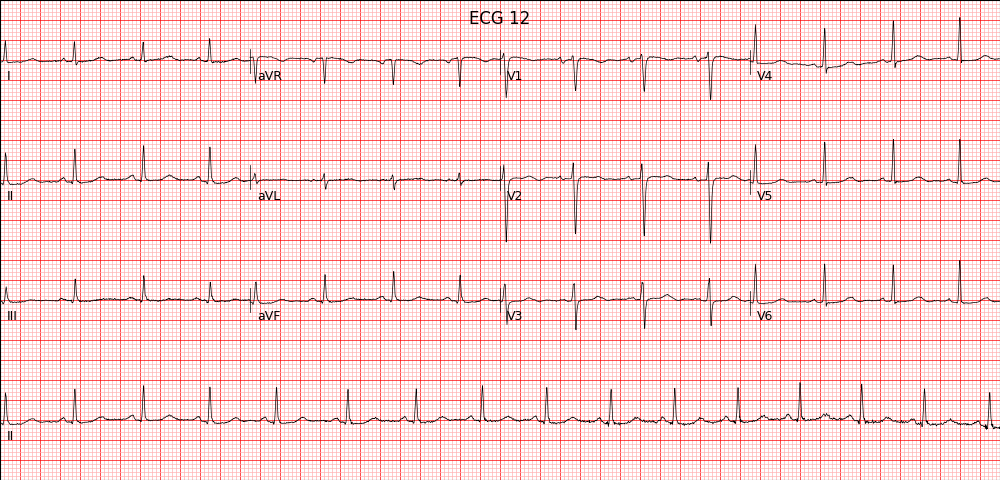 ECG 12
I aVR V1 V4
II aVL V2 V5
III aVF V3 V6
II